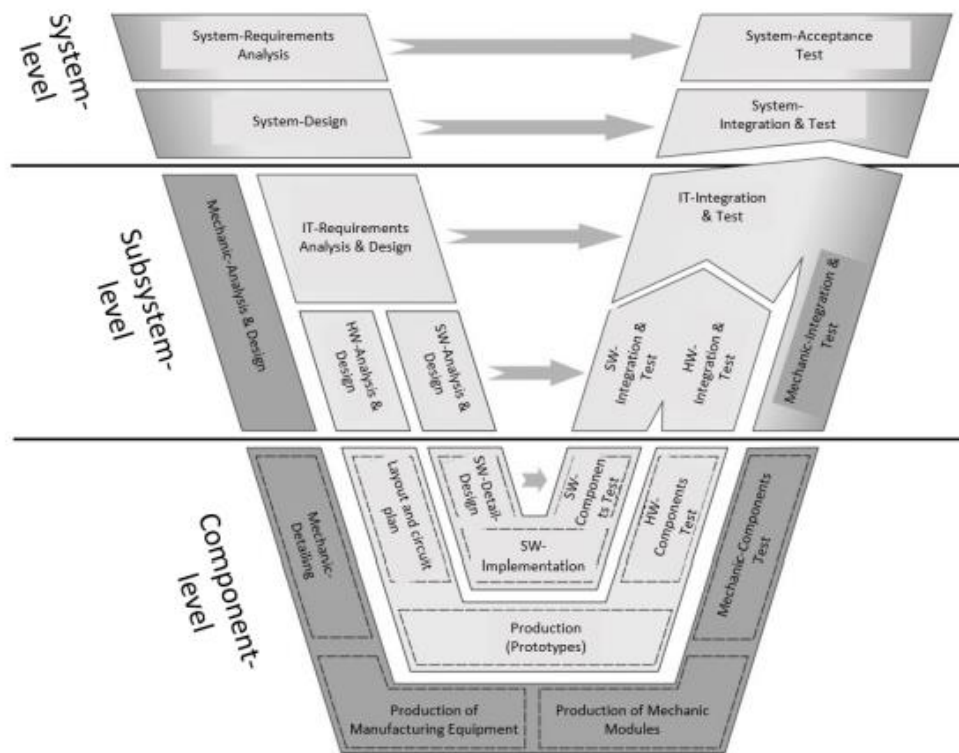 System-
level
System-Requirements
Analysis
System-Acceptance
Test
System-Design
System-
Integration & Test
Subsystem-
level
Mechanic-Analysis & Design
IT-Requirements
Analysis & Design
IT-Integration
& Test
HW-Analysis &
Design
SW-Analysis &
Design
SW-
Integration &
Test
HW-
Integration &
Test
Mechanic-Integration &
Test
Component-
level
Mechanic-
Detailing
Layout and circuit
plan
SW-Detail-
Design
SW-
Componen
ts Test
HW-
Components
Test
Mechanic-Components
Test
SW-
Implementation
Production
(Prototypes)
Production of
Manufacturing Equipment
Production of Mechanic
Modules